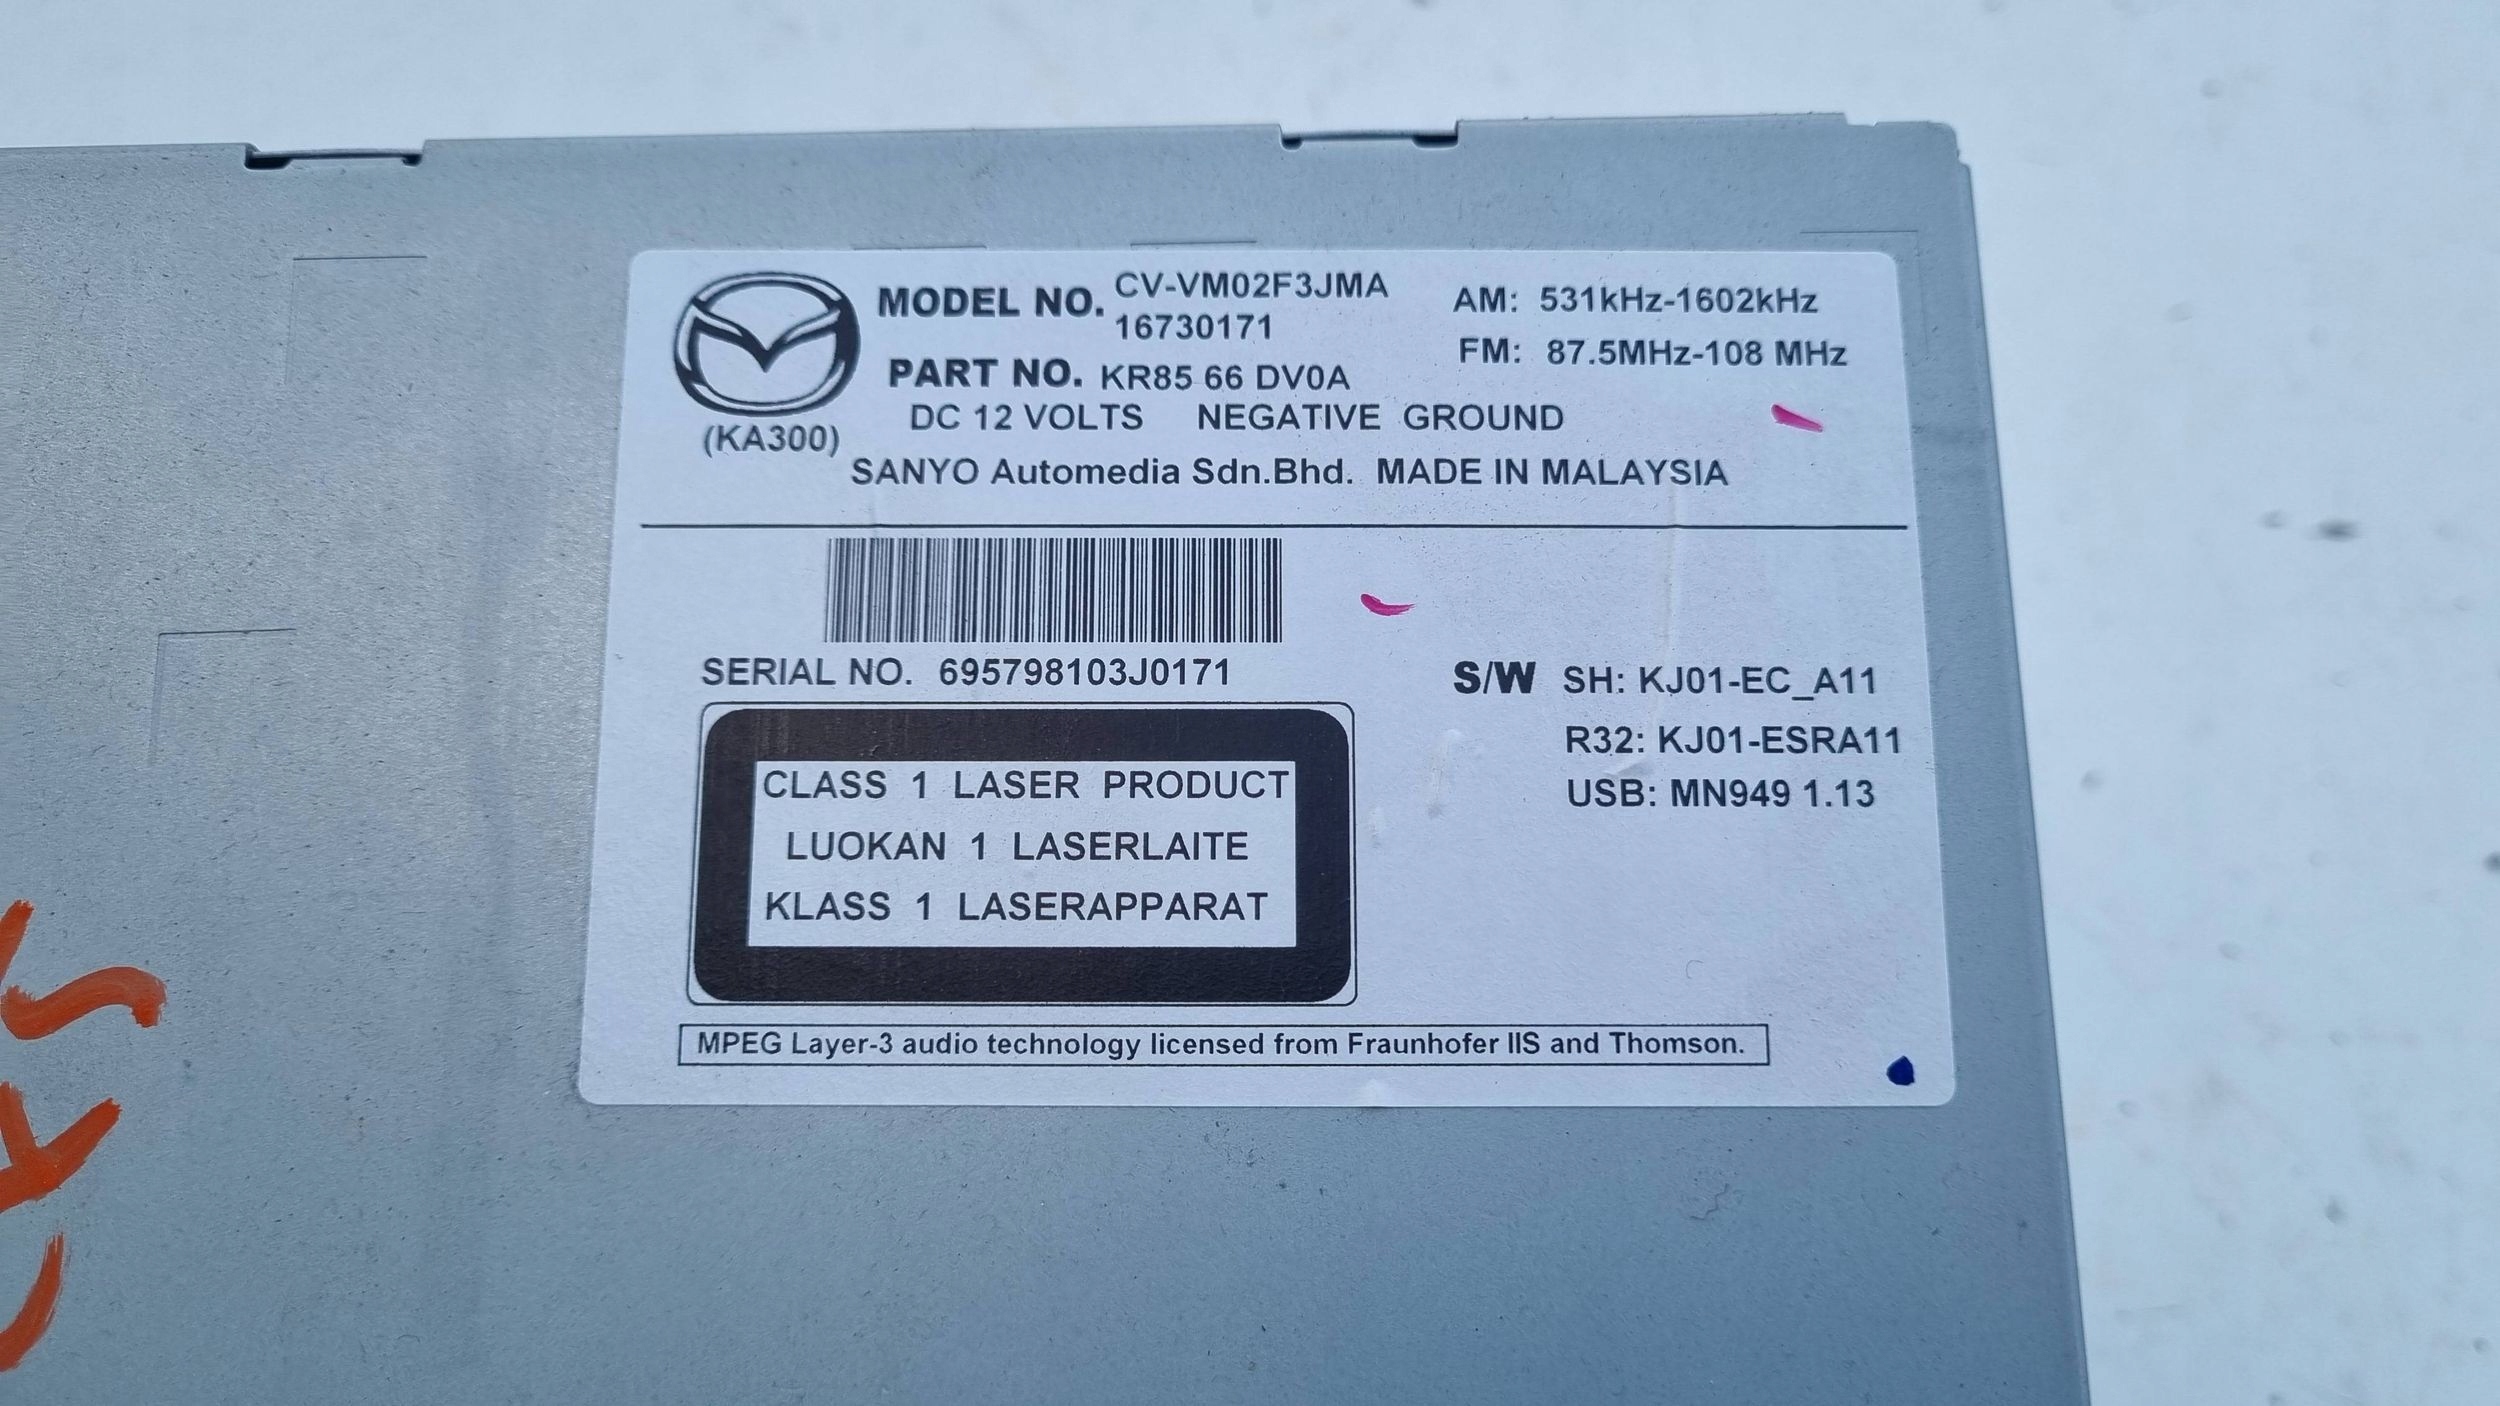 MODEL NO. CV-VM02F3JMA
16730171
AM: 531kHz-1602kHz
FM: 87.5MHz-108 MHz
PART NO. KR85 66 DV0A
DC 12 VOLTS NEGATIVE GROUND
(KA300)
SANYO Automedia Sdn.Bhd. MADE IN MALAYSIA
SERIAL NO. 695798103J0171
S/W SH: KJ01-EC_A11
R32: KJ01-ESRA11
USB: MN949 1.13
CLASS 1 LASER PRODUCT
LUOKAN 1 LASERLAITE
KLASS 1 LASERAPPARAT
MPEG Layer-3 audio technology licensed from Fraunhofer IIS and Thomson.